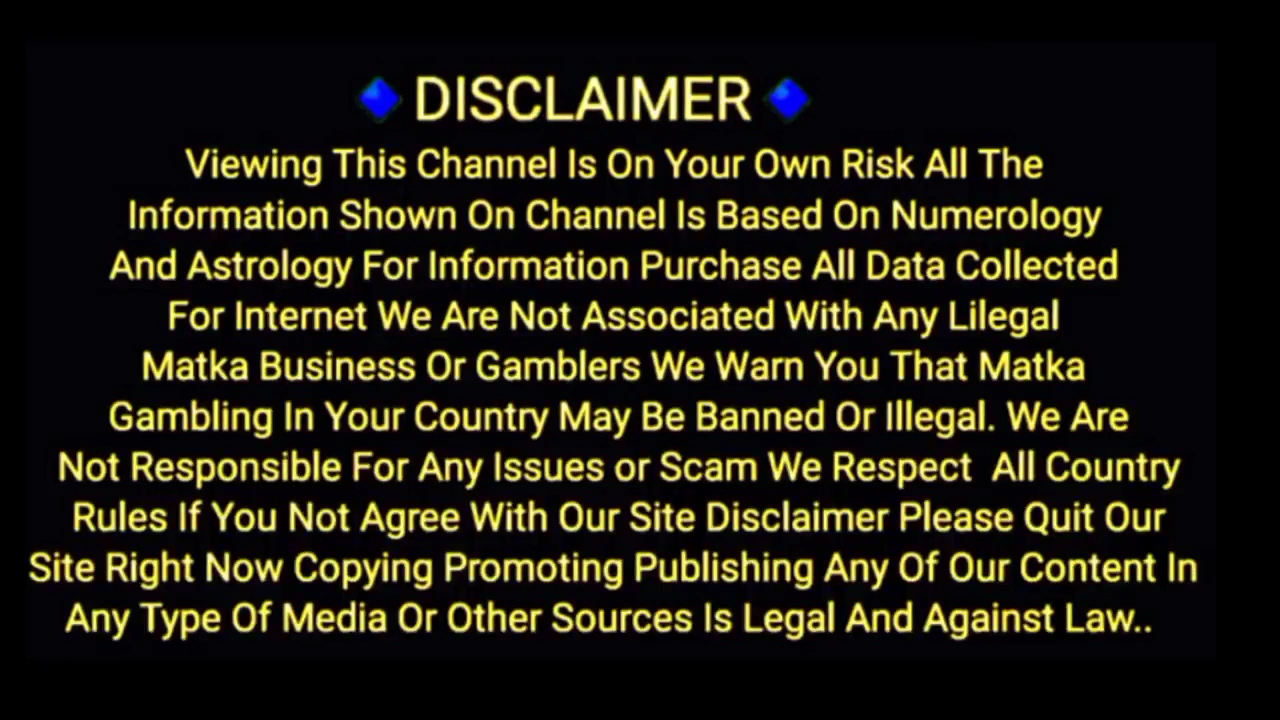 🔹DISCLAIMER🔹
Viewing This Channel Is On Your Own Risk All The
Information Shown On Channel Is Based On Numerology
And Astrology For Information Purchase All Data Collected
For Internet We Are Not Associated With Any Lilegal
Matka Business Or Gamblers We Warn You That Matka
Gambling In Your Country May Be Banned Or Illegal. We Are
Not Responsible For Any Issues or Scam We Respect  All Country
Rules If You Not Agree With Our Site Disclaimer Please Quit Our
Site Right Now Copying Promoting Publishing Any Of Our Content In
Any Type Of Media Or Other Sources Is Legal And Against Law..